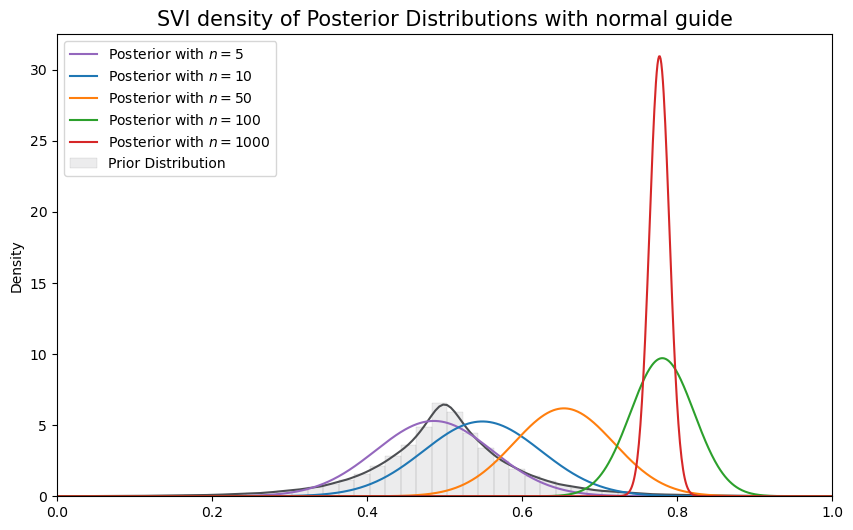 SVI density of Posterior Distributions with normal guide
Posterior with n = 5
Posterior with n = 10
Posterior with n = 50
Posterior with n = 100
Posterior with n = 1000
Prior Distribution
Density
30
25
20
15
10
5
0
0.0 0.2 0.4 0.6 0.8 1.0